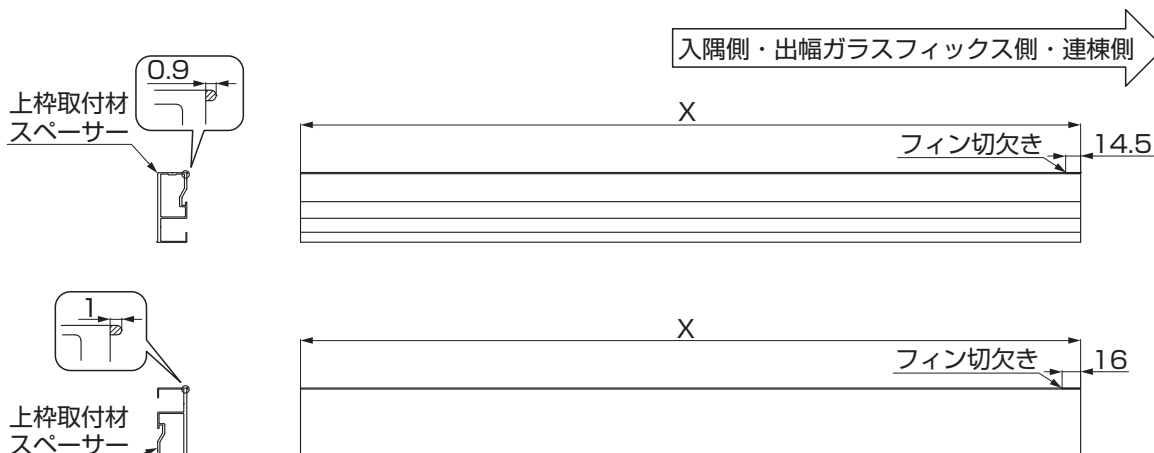 入隅側・出幅ガラスフィックス側・連棟側
0.9
上枠取付材
スペーサー
X
フィン切欠き
14.5
1
X
フィン切欠き
16
上枠取付材
スペーサー